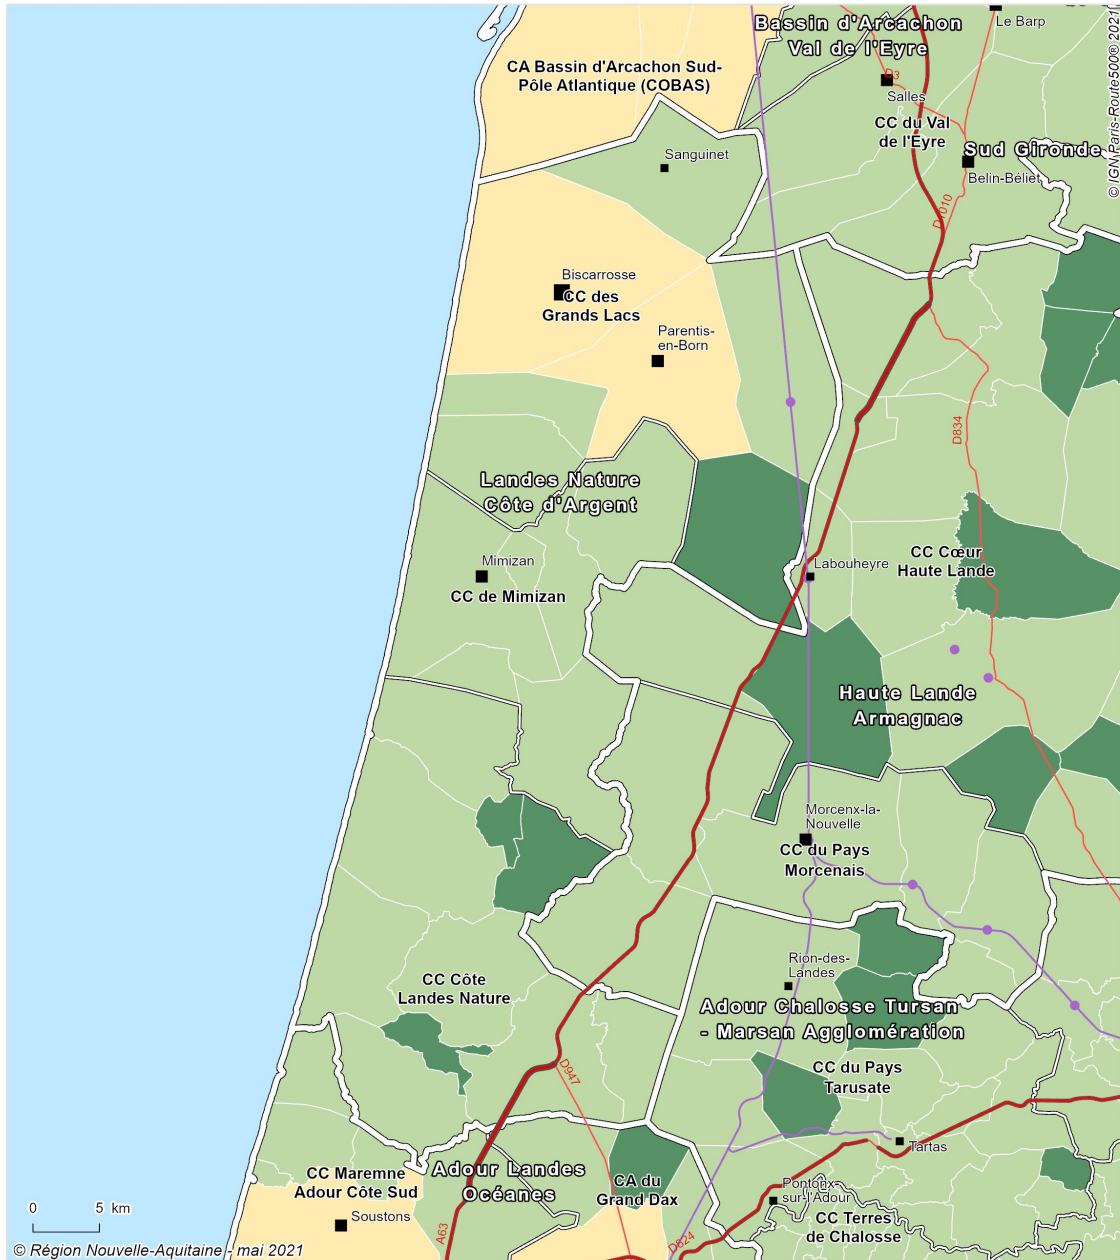 Bassin d'Arcachon
Val de l'Eyre
Le Barp
CA Bassin d'Arcachon Sud-
Pôle Atlantique (COBAS)
D3
Salles
CC du Val
de l'Eyre
Sud Gironde
Sanguinet
Belin-Béliet
D1010
© IGN Paris-Route500® 2021
Biscarrosse
CC des
Grands Lacs
Parentis-
en-Born
D834
Landes Nature
Côte d'Argent
Mimizan
CC de Mimizan
Labouheyre
CC Cœur
Haute Lande
Haute Lande
Armagnac
Morcenx-la-
Nouvelle
CC du Pays
Morcenais
CC Côte
Landes Nature
Rion-des-
Landes
Adour Chalosse Tursan
- Marsan Agglomération
CC du Pays
Tarusate
D947
Tartas
CC Maremne
Adour Côte Sud
Soustons
Adour Landes
Océanes
CA du
Grand Dax
Pontonx-
sur-l'Adour
CC Terres
de Chalosse
A63
D824
0 5 km
© Région Nouvelle-Aquitaine - mai 2021